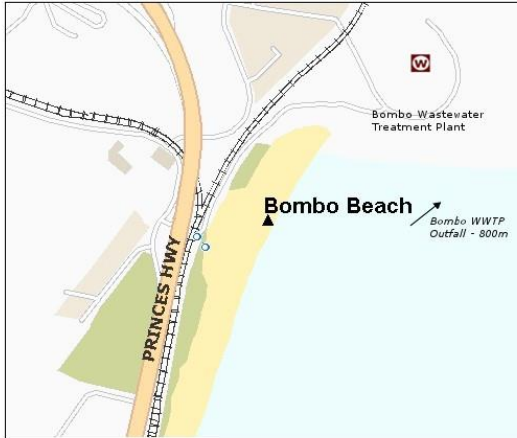 W
Bombo Wastewater
Treatment Plant
Bombo Beach
Bombo WWTP
Outfall - 800m
PRINCES HWY